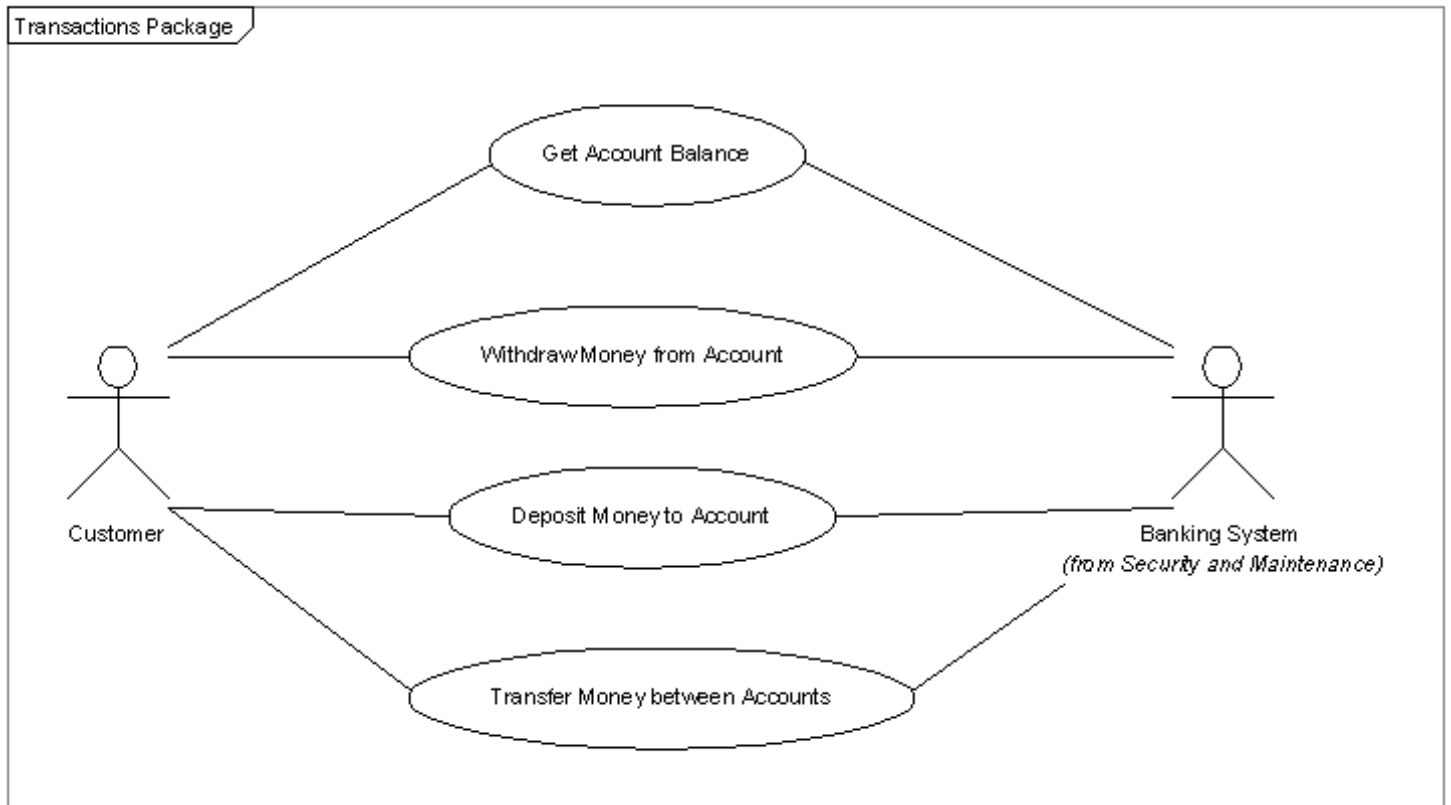 Transactions Package
Get Account Balance
Withdraw Money from Account
Deposit Money to Account
Customer
Banking System
(from Security and Maintenance)
Transfer Money between Accounts